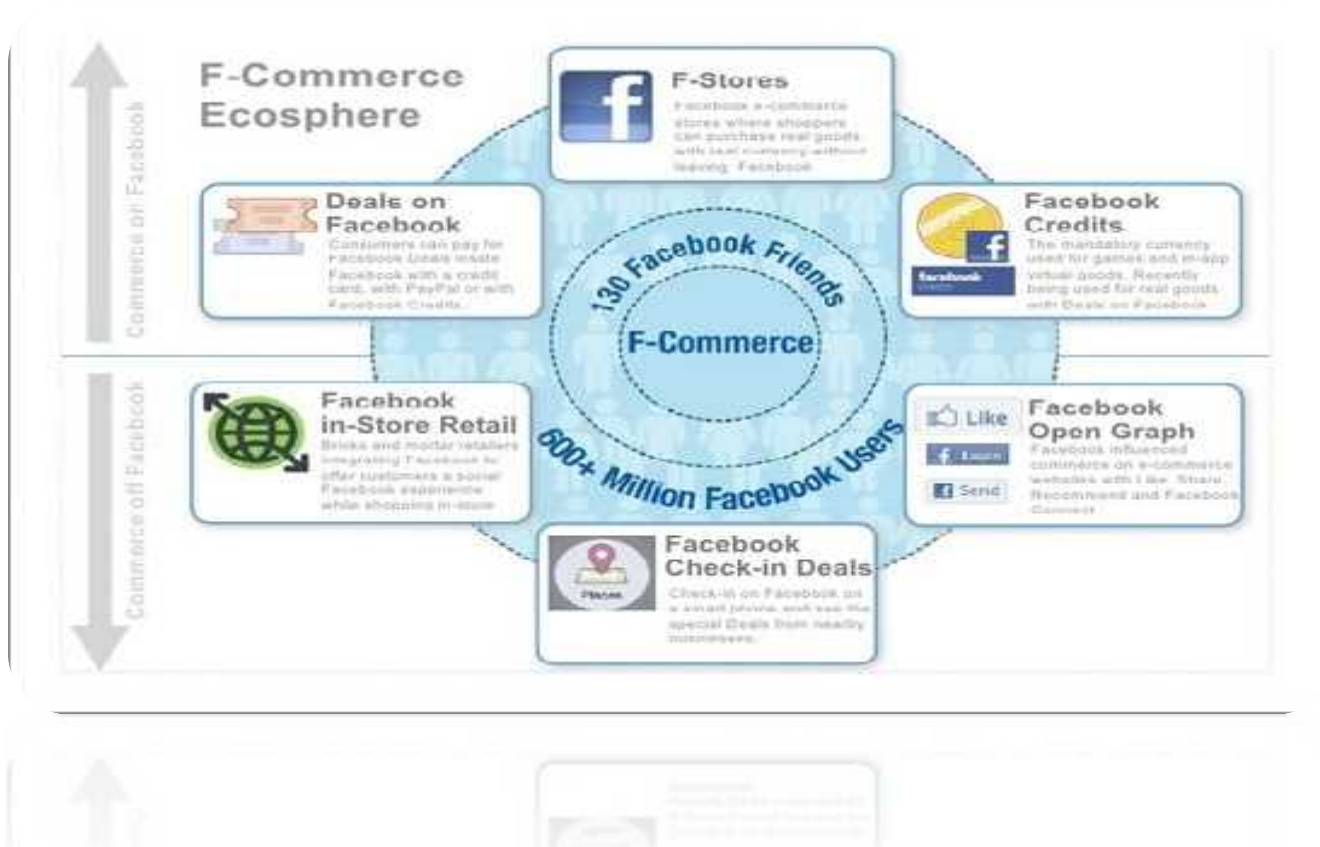 F-Commerce
Ecosphere
Commerce on Facebook
F-Stores
Facebook e-commerce
stores where shoppers
can purchase real goods
with real currency without
leaving Facebook
Deals on
Facebook
Consumers can pay for
Facebook Deals inside
Facebook with a credit
card, with PayPal or with
Facebook Credits.
Facebook
Credits
The mandatory currency
used for games and in-app
virtual goods. Recently
being used for real goods
with Deals on Facebook
facebook
130 Facebook Friends
F-Commerce
600+ Million Facebook Users
Commerce off Facebook
Facebook
in-Store Retail
Bricks and mortar retailers
integrating Facebook to
offer customers a social
Facebook experience
while shopping in-store
Like
Send
Facebook
Open Graph
Facebook influenced
commerce on e-commerce
websites with Like, Share,
Recommend and Facebook
Connect
Places
Facebook
Check-in Deals
Check-in on Facebook on
a smart phone and see the
special Deals from nearby
businesses.